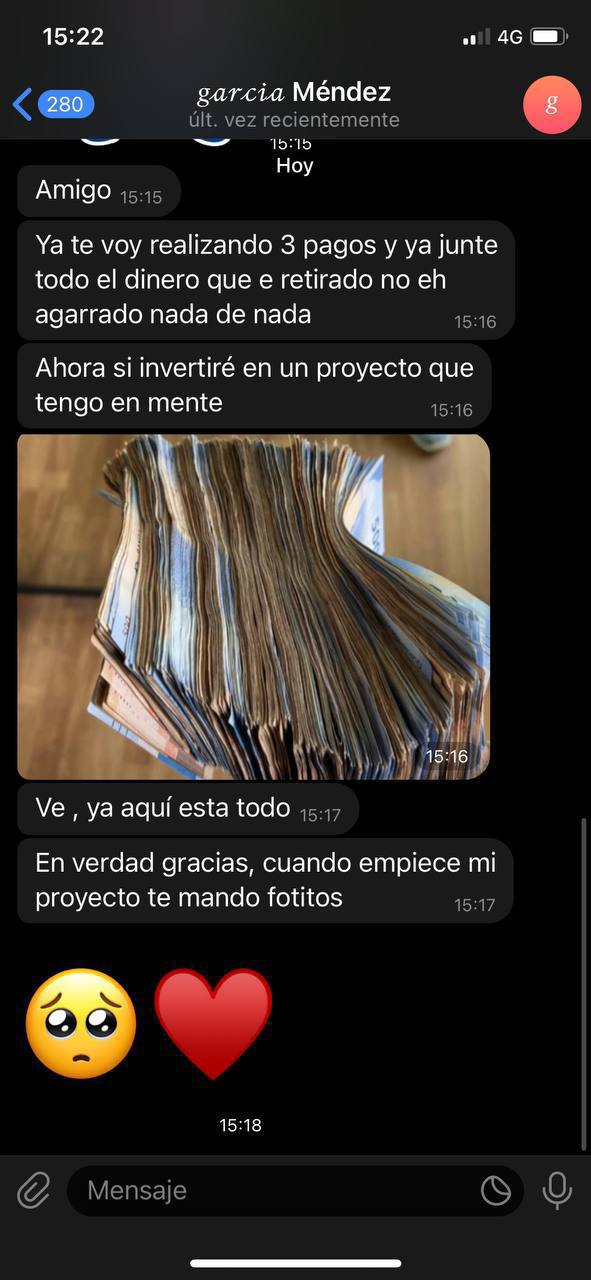 15:22
4G
280
garcia Méndez
últ. vez recientemente
g
15:15
Hoy
Amigo 15:15
Ya te voy realizando 3 pagos y ya junte
todo el dinero que e retirado no eh
agarrado nada de nada
15:16
Ahora si invertiré en un proyecto que
tengo en mente
15:16
15:16
Ve , ya aquí esta todo 15:17
En verdad gracias, cuando empiece mi
proyecto te mando fotitos
15:17
15:18
Mensaje